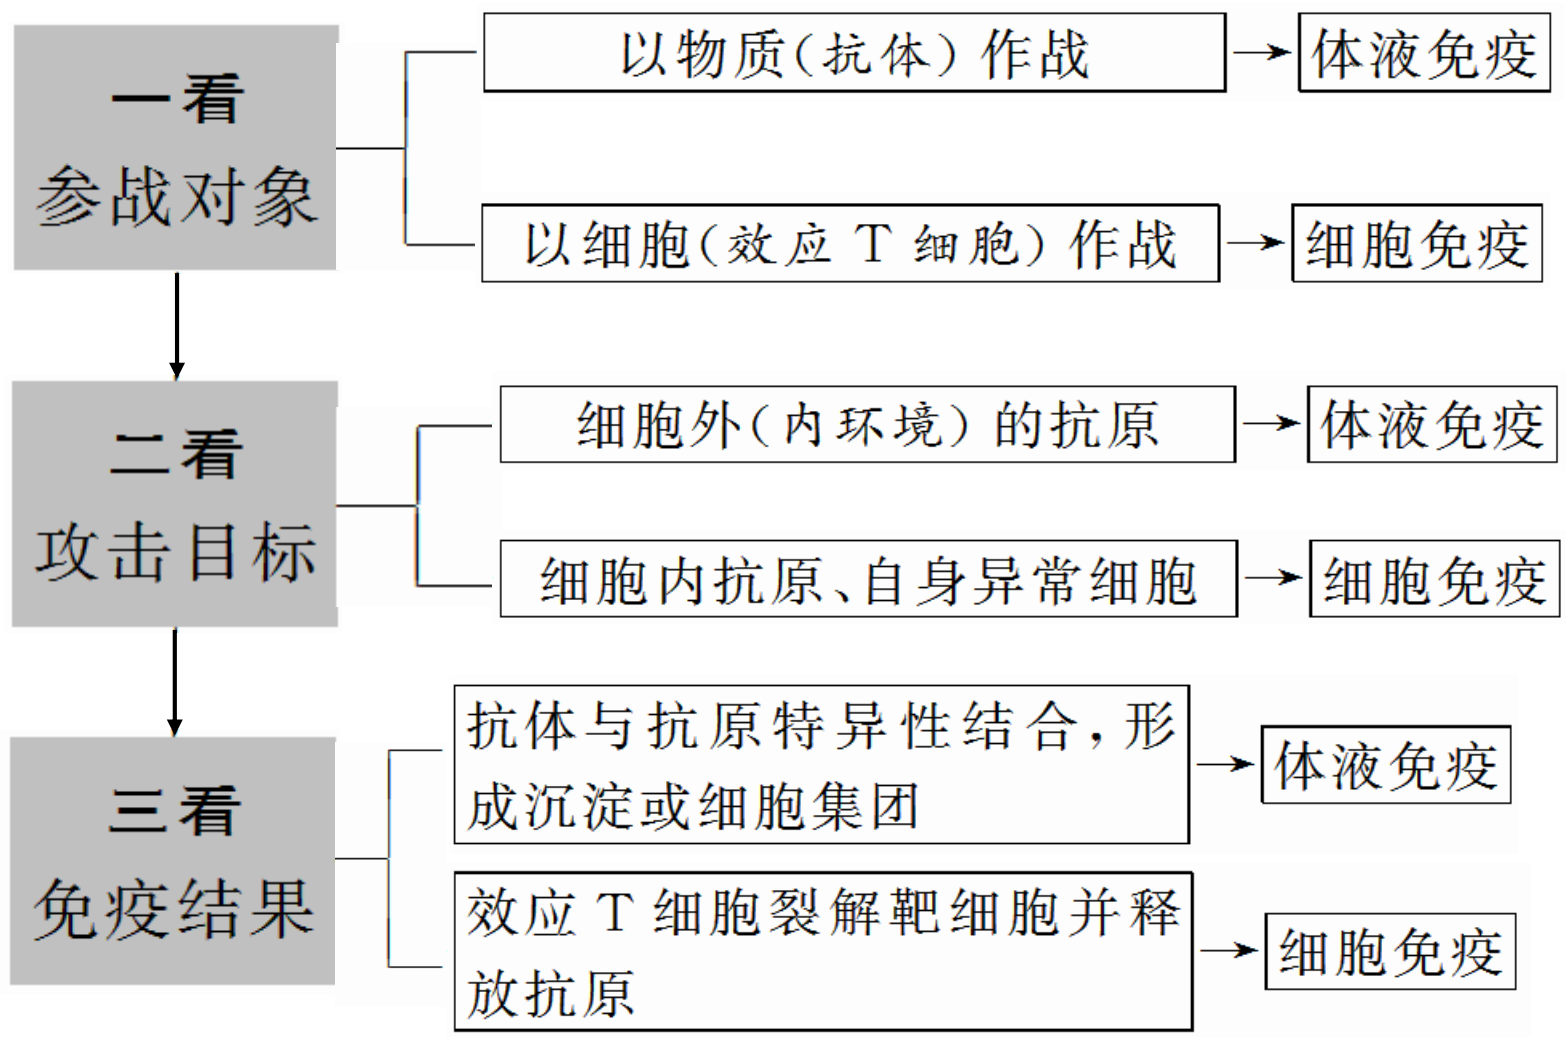 一看
参战对象
以物质(抗体)作战
体液免疫
以细胞(效应T细胞)作战
细胞免疫
二看
攻击目标
细胞外(内环境)的抗原
体液免疫
细胞内抗原、自身异常细胞
细胞免疫
三看
免疫结果
抗体与抗原特异性结合,形
成沉淀或细胞集团
体液免疫
效应T细胞裂解靶细胞并释
放抗原
细胞免疫